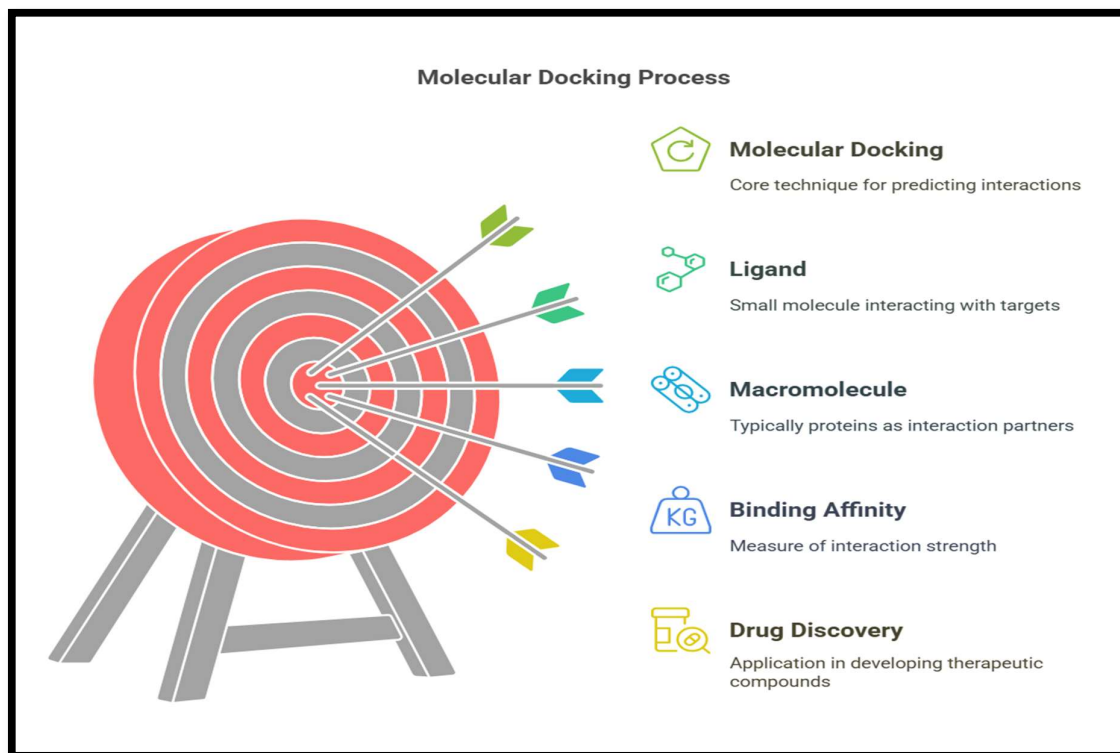 Molecular Docking Process
Molecular Docking
Core technique for predicting interactions
Ligand
Small molecule interacting with targets
Macromolecule
Typically proteins as interaction partners
KG
Binding Affinity
Measure of interaction strength
Drug Discovery
Application in developing therapeutic
compounds